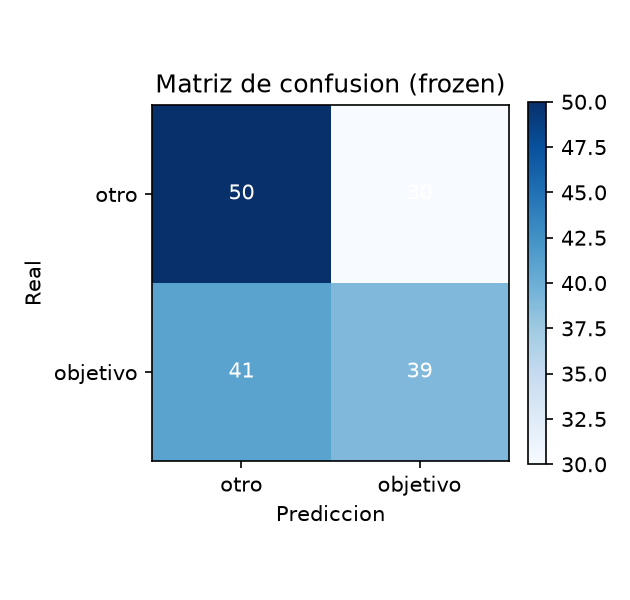 Matriz de confusion (frozen)
50.0
47.5
45.0
42.5
40.0
37.5
35.0
32.5
30.0
Real
otro
50
30
objetivo
41
39
otro
objetivo
Prediccion